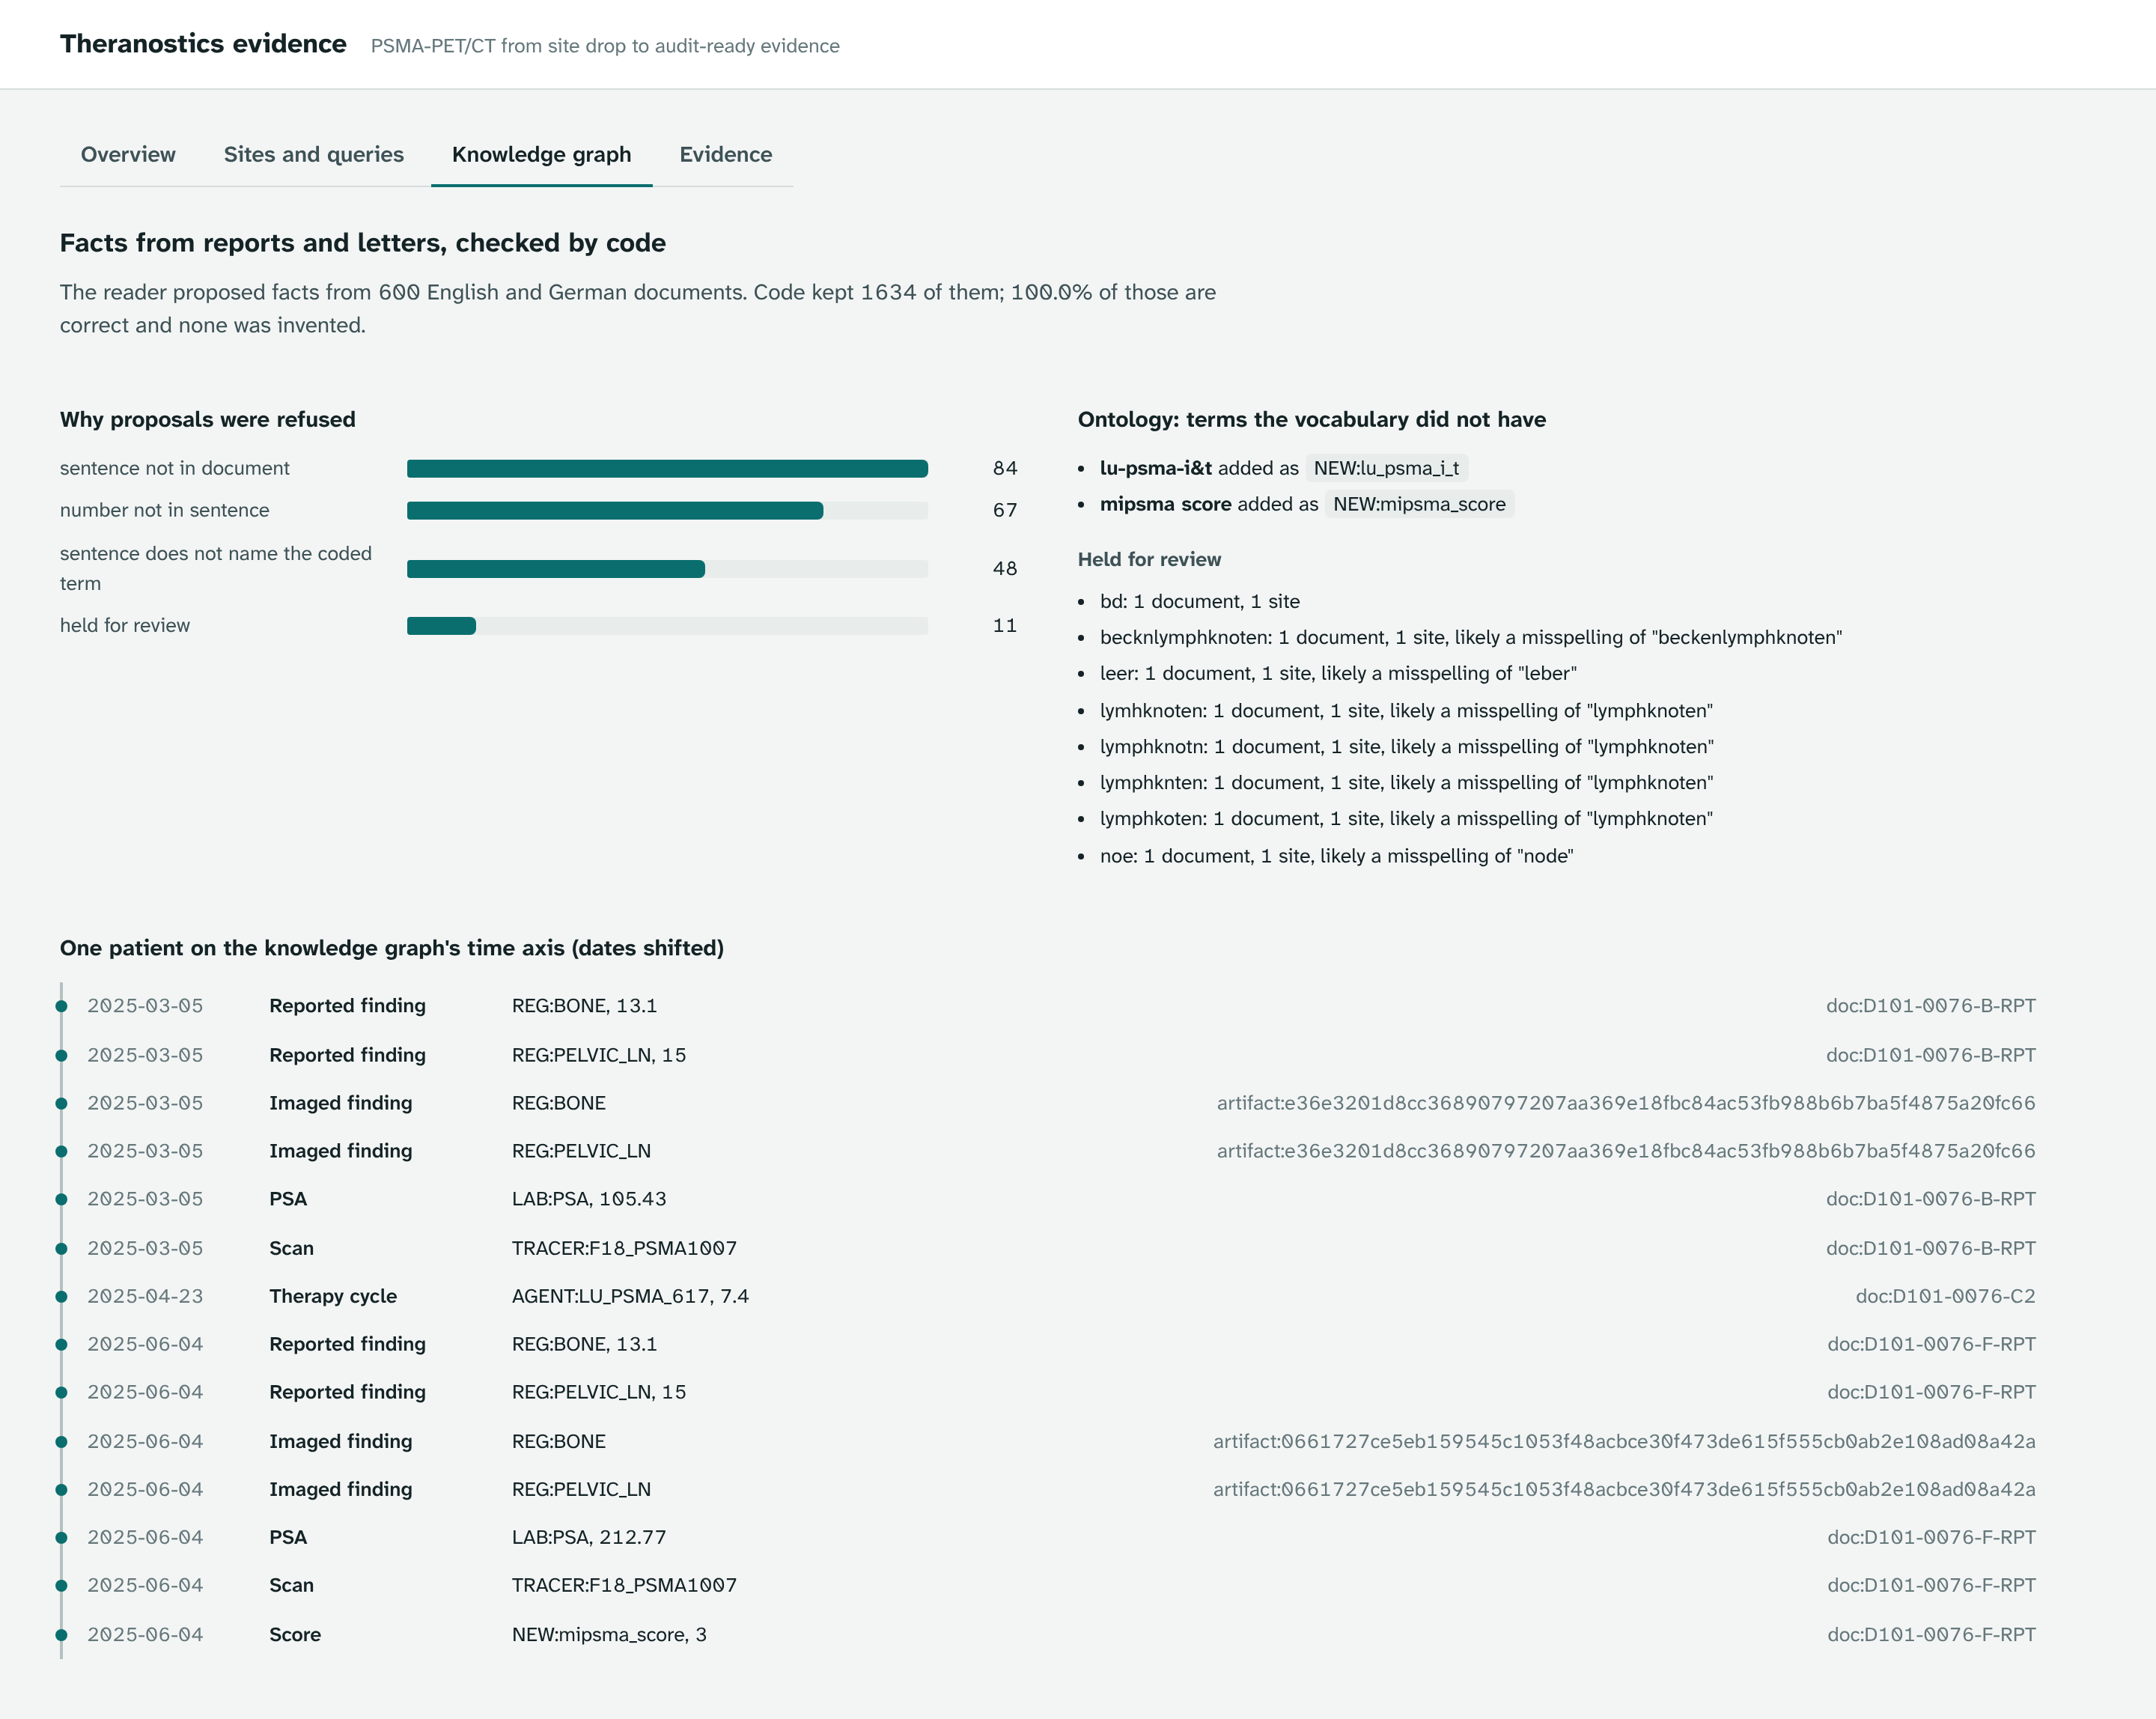 Theranostics evidence PSMA-PET/CT from site drop to audit-ready evidence
Overview Sites and queries Knowledge graph Evidence
Facts from reports and letters, checked by code
The reader proposed facts from 600 English and German documents. Code kept 1634 of them; 100.0% of those are
correct and none was invented.
Why proposals were refused
sentence not in document 84
number not in sentence 67
sentence does not name the coded
term 48
held for review 11
Ontology: terms the vocabulary did not have
• lu-psma-i&t added as NEW:lu_psma_i_t
• mipsma score added as NEW:mipsma_score
Held for review
• bd: 1 document, 1 site
• becknlymphknoten: 1 document, 1 site, likely a misspelling of "beckenlymphknoten"
• leer: 1 document, 1 site, likely a misspelling of "leber"
• lymhknoten: 1 document, 1 site, likely a misspelling of "lymphknoten"
• lymphknotn: 1 document, 1 site, likely a misspelling of "lymphknoten"
• lymphknten: 1 document, 1 site, likely a misspelling of "lymphknoten"
• lymphkoten: 1 document, 1 site, likely a misspelling of "lymphknoten"
• noe: 1 document, 1 site, likely a misspelling of "node"
One patient on the knowledge graph's time axis (dates shifted)
2025-03-05 Reported finding REG:BONE, 13.1 doc:D101-0076-B-RPT
2025-03-05 Reported finding REG:PELVIC_LN, 15 doc:D101-0076-B-RPT
2025-03-05 Imaged finding REG:BONE artifact:e36e3201d8cc36890797207aa369e18fbc84ac53fb988b6b7ba5f4875a20fc66
2025-03-05 Imaged finding REG:PELVIC_LN artifact:e36e3201d8cc36890797207aa369e18fbc84ac53fb988b6b7ba5f4875a20fc66
2025-03-05 PSA LAB:PSA, 105.43 doc:D101-0076-B-RPT
2025-03-05 Scan TRACER:F18_PSMA1007 doc:D101-0076-B-RPT
2025-04-23 Therapy cycle AGENT:LU_PSMA_617, 7.4 doc:D101-0076-C2
2025-06-04 Reported finding REG:BONE, 13.1 doc:D101-0076-F-RPT
2025-06-04 Reported finding REG:PELVIC_LN, 15 doc:D101-0076-F-RPT
2025-06-04 Imaged finding REG:BONE artifact:0661727ce5eb159545c1053f48acbce30f473de615f555cb0ab2e108ad08a42a
2025-06-04 Imaged finding REG:PELVIC_LN artifact:0661727ce5eb159545c1053f48acbce30f473de615f555cb0ab2e108ad08a42a
2025-06-04 PSA LAB:PSA, 212.77 doc:D101-0076-F-RPT
2025-06-04 Scan TRACER:F18_PSMA1007 doc:D101-0076-F-RPT
2025-06-04 Score NEW:mipsma_score, 3 doc:D101-0076-F-RPT